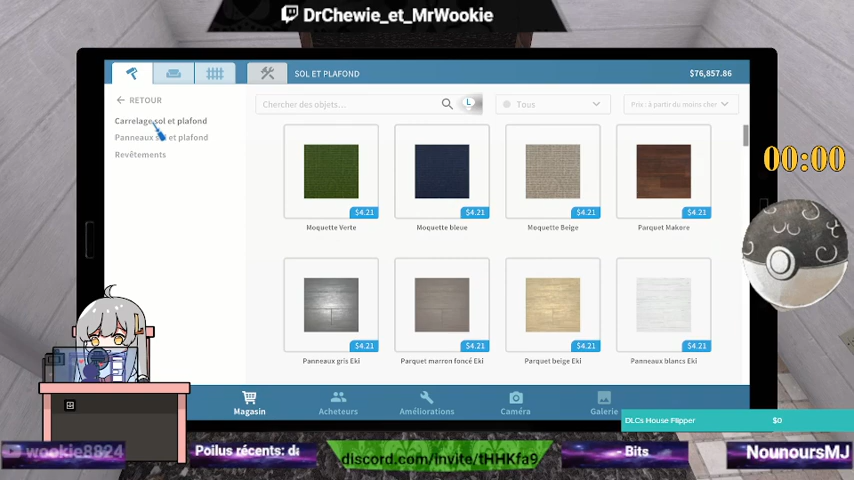 DrChewie_et_MrWookie
SOL ET PLAFOND
$76,857.86
RETOUR
Chercher des objets...
L
Tous
Prix : à partir du moins cher
Carrelage sol et plafond
Panneaux sol et plafond
Revêtements
00:00
$4.21
$4.21
$4.21
$4.21
Moquette Verte
Moquette bleue
Moquette Beige
Parquet Makore
$4.21
$4.21
$4.21
$4.21
Panneaux gris Eki
Parquet marron foncé Eki
Parquet beige Eki
Panneaux blancs Eki
Magasin
Acheteurs
Améliorations
Caméra
Galerie
DLCs House Flipper
$0
wookie8824
Poilus récents: da
discord.com/invite/tHHKfa9
- Bits
NounoursMJ